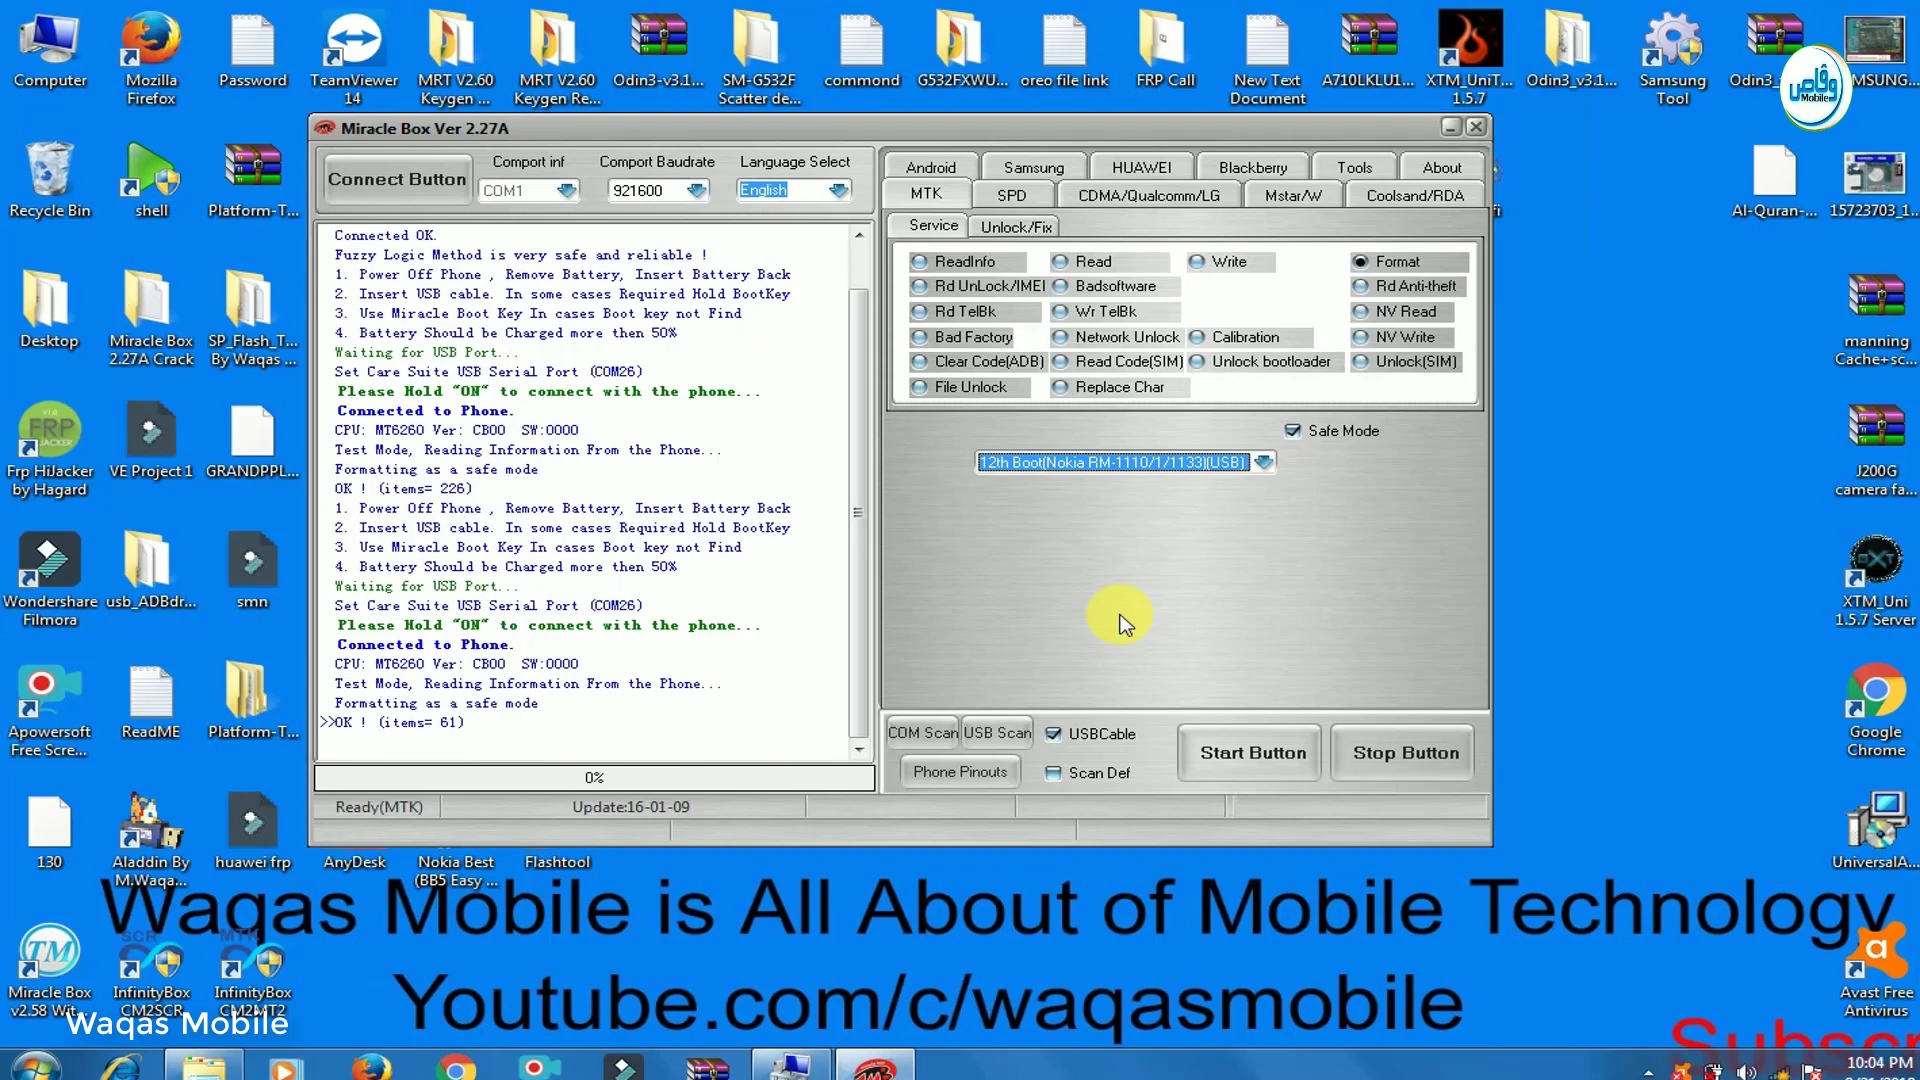 Computer
Mozilla
Firefox
Password
TeamViewer
14
MRT V2.60
Keygen ...
MRT V2.60
Keygen Re...
Odin3-v3.1...
SM-G532F
Scatter de...
commond
G532FXWU...
oreo file link
FRP Call
New Text
Document
A710LKLU1...
XTM_UniT...
1.5.7
Odin3_v3.1...
Samsung
Tool
وقاص
Mobile
Recycle Bin
shell
Platform-T...
Al-Quran-...
15723703_1...
Desktop
Miracle Box
2.27A Crack
SP_Flash_T...
By Waqas ...
manning
Cache+sc...
FRP
JACKER
Frp HiJacker
by Hagard
VE Project 1
GRANDPPL...
J200G
camera fa...
Wondershare
Filmora
usb_ADBdr...
smn
XTM_Uni
1.5.7 Server
Apowersoft
Free Scre...
ReadME
Platform-T...
Google
Chrome
130
Aladdin By
M.Waqa...
huawei frp
AnyDesk
Nokia Best
(BB5 Easy ...
Flashtool
UniversalA...
Miracle Box
v2.58 Wit...
InfinityBox
CM2SCR
InfinityBox
CM2MT2
Avast Free
Antivirus
Miracle Box Ver 2.27A
Connect Button
Comport inf
COM1
Comport Baudrate
921600
Language Select
English
Connected OK.
Fuzzy Logic Method is very safe and reliable !
1. Power Off Phone , Remove Battery, Insert Battery Back
2. Insert USB cable. In some cases Required Hold BootKey
3. Use Miracle Boot Key In cases Boot key not Find
4. Battery Should be Charged more then 50%
Waiting for USB Port...
Set Care Suite USB Serial Port (COM26)
Please Hold "ON" to connect with the phone...
Connected to Phone.
CPU: MT6260 Ver: CB00 SW:0000
Test Mode, Reading Information From the Phone...
Formatting as a safe mode
OK ! (items= 226)
1. Power Off Phone , Remove Battery, Insert Battery Back
2. Insert USB cable. In some cases Required Hold BootKey
3. Use Miracle Boot Key In cases Boot key not Find
4. Battery Should be Charged more then 50%
Waiting for USB Port...
Set Care Suite USB Serial Port (COM26)
Please Hold "ON" to connect with the phone...
Connected to Phone.
CPU: MT6260 Ver: CB00 SW:0000
Test Mode, Reading Information From the Phone...
Formatting as a safe mode
>>OK ! (items= 61)
0%
Ready(MTK)
Update:16-01-09
Android
Samsung
HUAWEI
Blackberry
Tools
About
MTK
SPD
CDMA/Qualcomm/LG
Mstar/W
Coolsand/RDA
Service
Unlock/Fix
ReadInfo
Read
Write
Format
Rd UnLock/IMEI
Badsoftware
Rd Anti-theft
Rd TelBk
Wr TelBk
NV Read
Bad Factory
Network Unlock
Calibration
NV Write
Clear Code(ADB)
Read Code(SIM)
Unlock bootloader
Unlock(SIM)
File Unlock
Replace Char
Safe Mode
12th Boot(Nokia RM-1110/1/1133)(USB)
COM Scan
USB Scan
USBCable
Phone Pinouts
Scan Def
Start Button
Stop Button
Waqas Mobile is All About of Mobile Technology
Youtube.com/c/waqasmobile
Waqas Mobile
10:04 PM